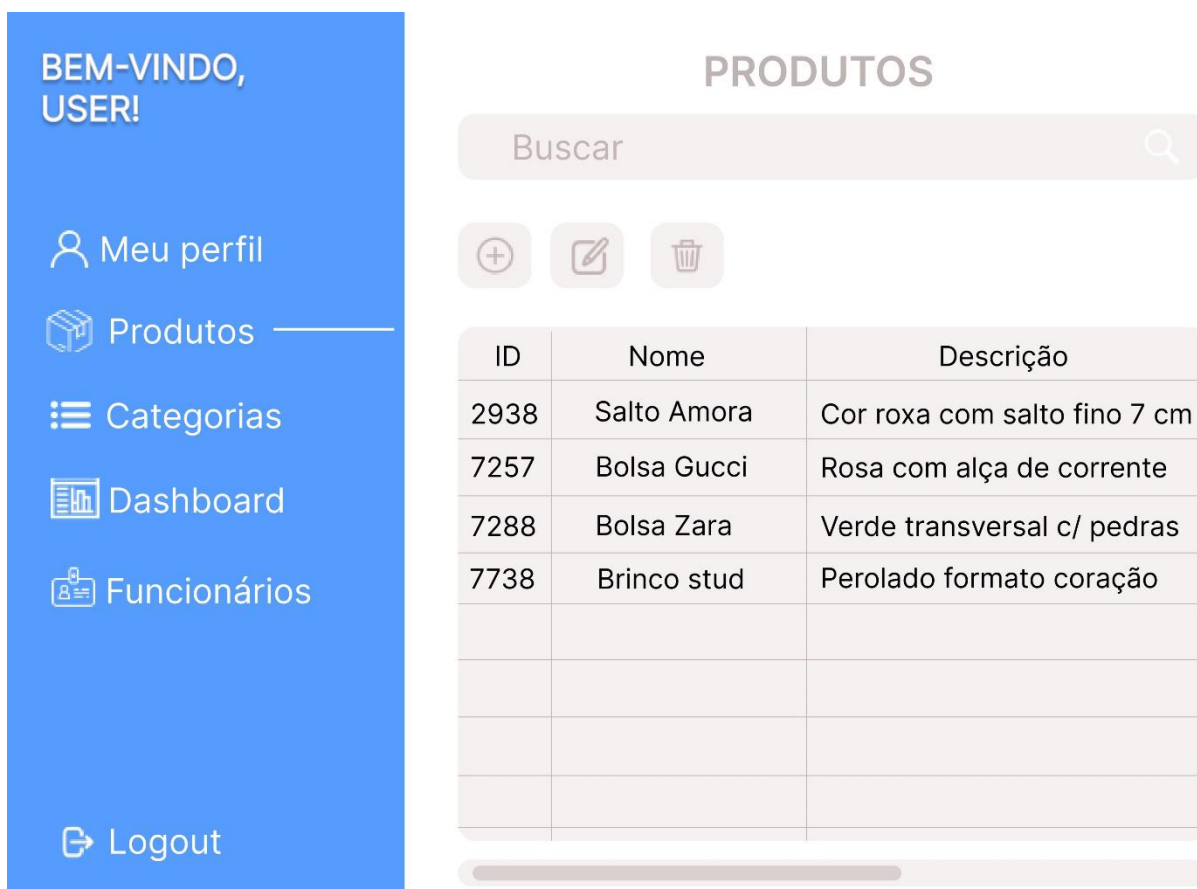 BEM-VINDO,
USER!
Meu perfil
Produtos
Categorias
Dashboard
Funcionários
Logout
PRODUTOS
Buscar
ID Nome Descrição
2938 Salto Amora Cor roxa com salto fino 7 cm
7257 Bolsa Gucci Rosa com alça de corrente
7288 Bolsa Zara Verde transversal c/ pedras
7738 Brinco stud Perolado formato coração